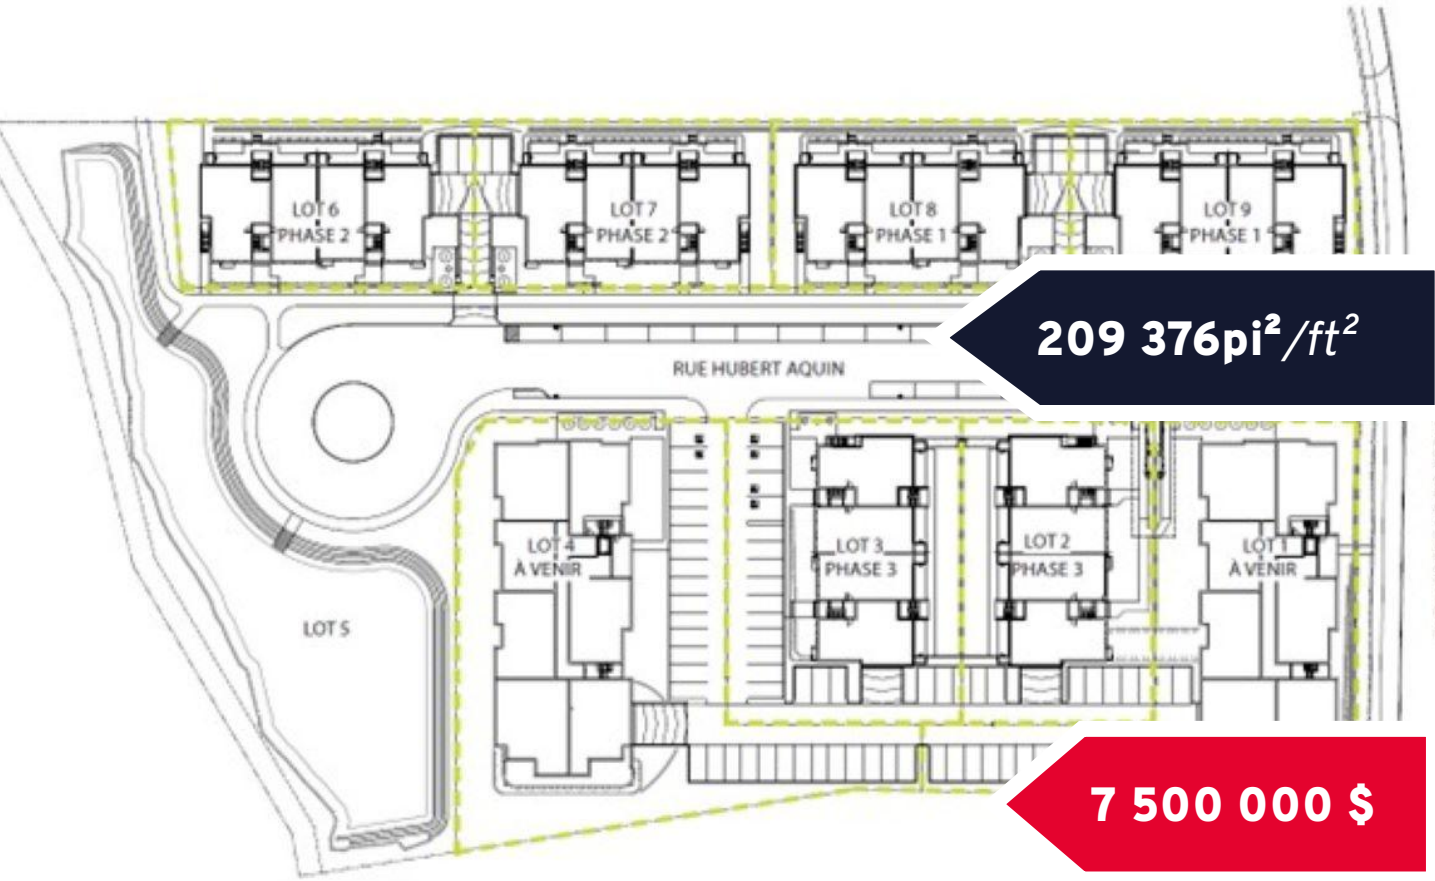 LOT 6
PHASE 2
LOT 7
PHASE 2
LOT 8
PHASE 1
LOT 9
PHASE 1
209 376pi²/ft²
RUE HUBERT AQUIN
LOT 4
À VENIR
LOT 3
PHASE 3
LOT 2
PHASE 3
LOT 1
À VENIR
LOT 5
7 500 000 $